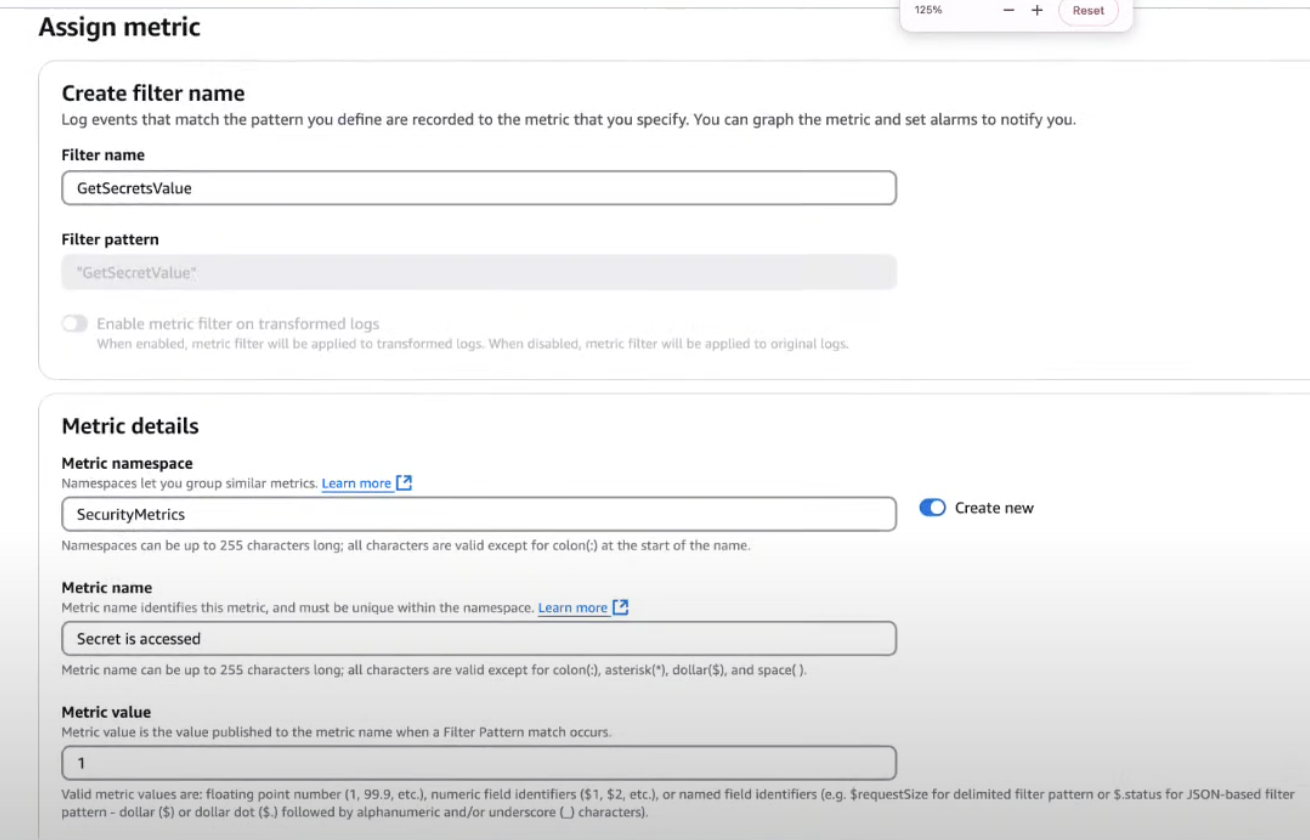 125% − + Reset
Assign metric
Create filter name
Log events that match the pattern you define are recorded to the metric that you specify. You can graph the metric and set alarms to notify you.
Filter name
GetSecretsValue
Filter pattern
"GetSecretValue"
Enable metric filter on transformed logs
When enabled, metric filter will be applied to transformed logs. When disabled, metric filter will be applied to original logs.
Metric details
Metric namespace
Namespaces let you group similar metrics. Learn more
SecurityMetrics
Create new
Namespaces can be up to 255 characters long; all characters are valid except for colon(:) at the start of the name.
Metric name
Metric name identifies this metric, and must be unique within the namespace. Learn more
Secret is accessed
Metric name can be up to 255 characters long; all characters are valid except for colon(:), asterisk(*), dollar($), and space( ).
Metric value
Metric value is the value published to the metric name when a Filter Pattern match occurs.
1
Valid metric values are: floating point number (1, 99.9, etc.), numeric field identifiers ($1, $2, etc.), or named field identifiers (e.g. $requestSize for delimited filter pattern or $.status for JSON-based filter
pattern - dollar ($) or dollar dot ($.) followed by alphanumeric and/or underscore (_) characters).